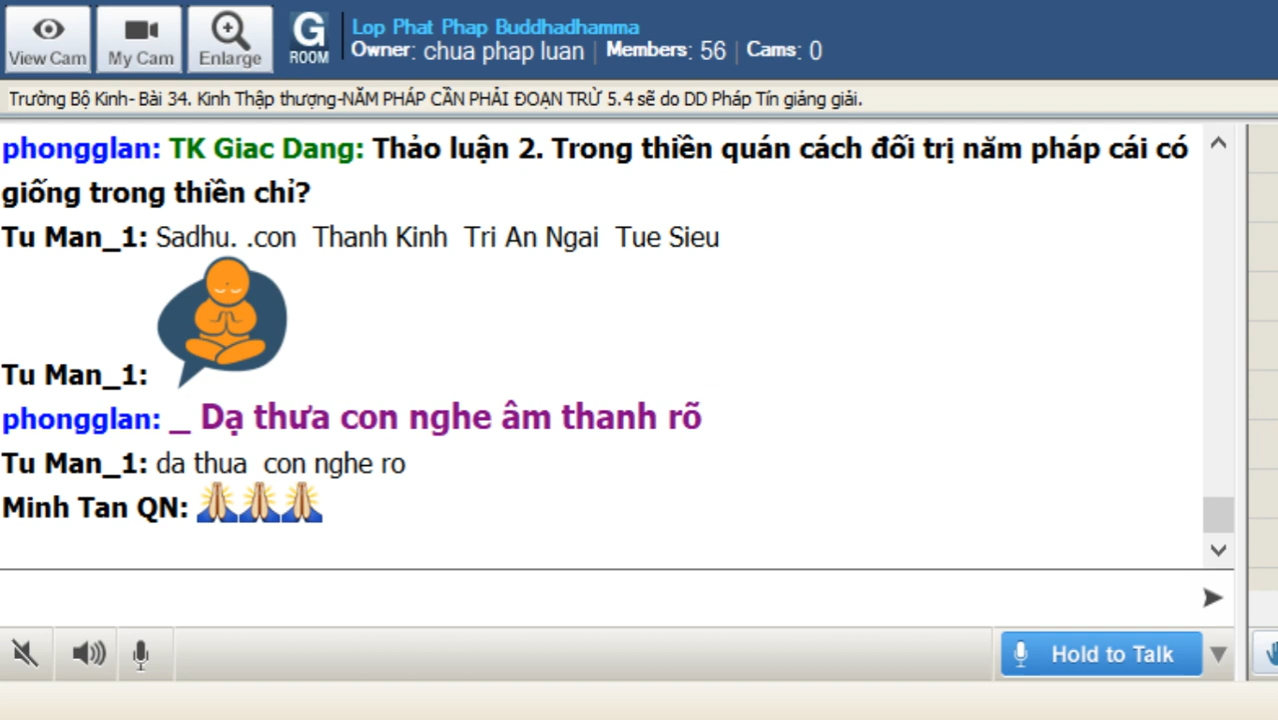 View Cam
My Cam
Enlarge
G
ROOM
Lop Phat Phap Buddhadhamma
Owner: chua phap luan | Members: 56 | Cams: 0
Trường Bộ Kinh- Bài 34. Kinh Thập thượng-NĂM PHÁP CẦN PHẢI ĐOẠN TRỪ 5.4 sẽ do DD Pháp Tín giảng giải.
phongglan: TK Giac Dang: Thảo luận 2. Trong thiền quán cách đối trị năm pháp cái có
giống trong thiền chỉ?
Tu Man_1: Sadhu. .con Thanh Kinh Tri An Ngai Tue Sieu
Tu Man_1:
phongglan: _ Dạ thưa con nghe âm thanh rõ
Tu Man_1: da thua con nghe ro
Minh Tan QN: 🙏🙏🙏
Hold to Talk